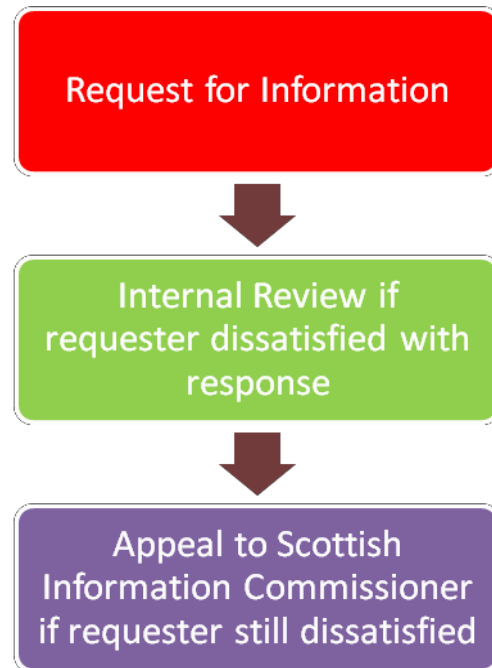 Request for Information
Internal Review if
requester dissatisfied with
response
Appeal to Scottish
Information Commissioner
if requester still dissatisfied